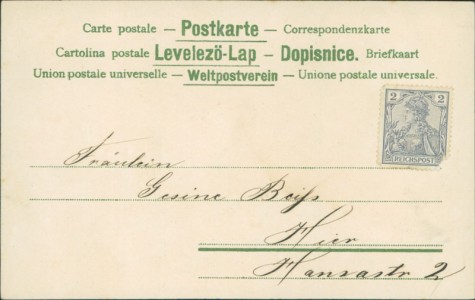 Carte postale — Postkarte — Correspondenzkarte
Cartolina postale Levelező-Lap — Dopisnice. Briefkaart
Union postale universelle — Weltpostverein — Unione postale universale.
2 2
REICHSPOST
Fräulein
Gesine Beiß
Hier
Hansastr 2